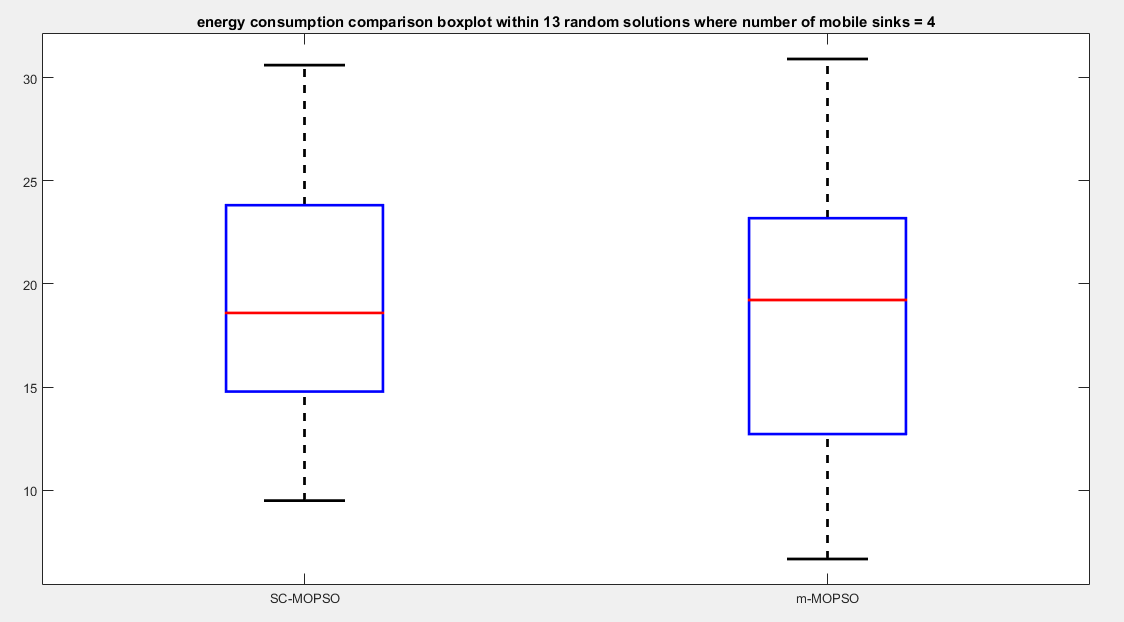 energy consumption comparison boxplot within 13 random solutions where number of mobile sinks = 4
30
25
20
15
10
SC-MOPSO m-MOPSO